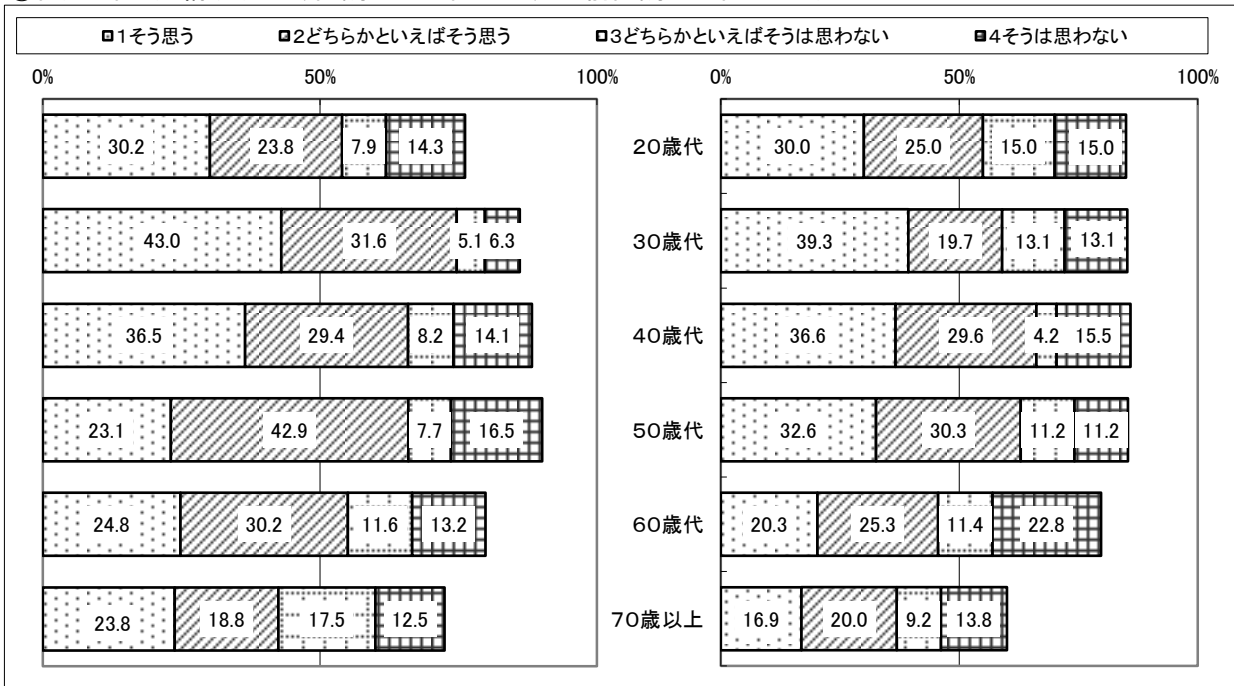 １そう思う ２どちらかといえばそう思う ３どちらかといえばそうは思わない ４そうは思わない
0% 50% 100% 0% 50% 100%
30.2 23.8 7.9 14.3 ２０歳代 30.0 25.0 15.0 15.0
43.0 31.6 5.1 6.3 ３０歳代 39.3 19.7 13.1 13.1
36.5 29.4 8.2 14.1 ４０歳代 36.6 29.6 4.2 15.5
23.1 42.9 7.7 16.5 ５０歳代 32.6 30.3 11.2 11.2
24.8 30.2 11.6 13.2 ６０歳代 20.3 25.3 11.4 22.8
23.8 18.8 17.5 12.5 ７０歳以上 16.9 20.0 9.2 13.8